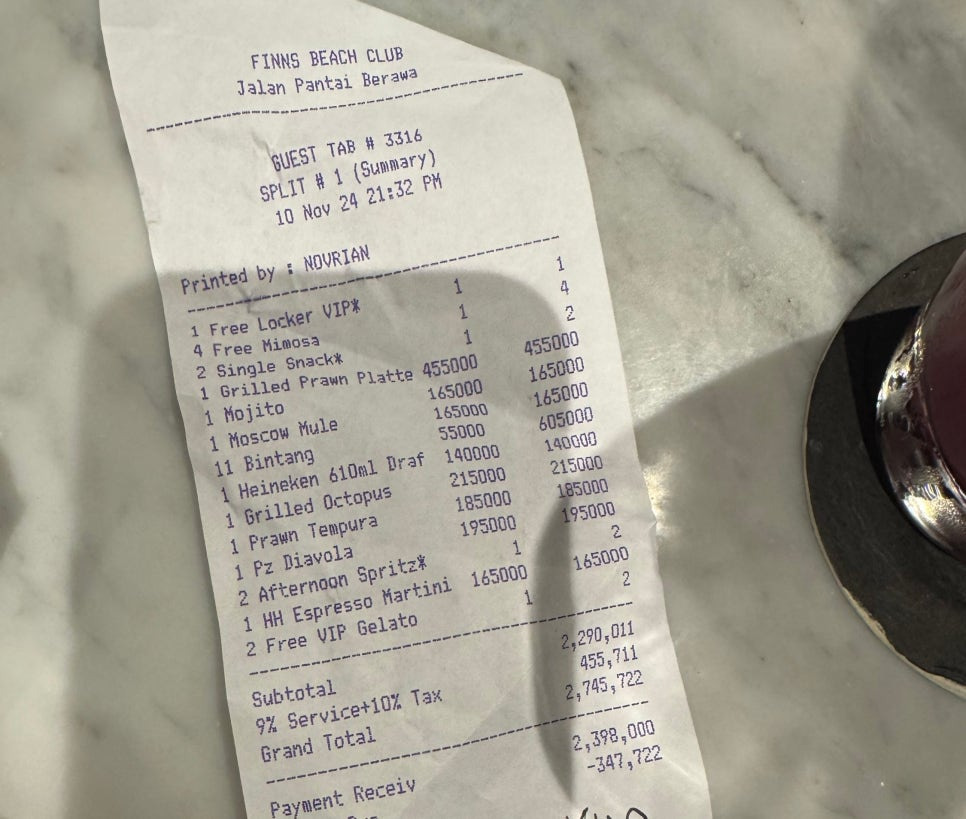 FINNS BEACH CLUB
Jalan Pantai Berawa
GUEST TAB # 3316
SPLIT # 1 (Summary)
10 Nov 24 21:32 PM
Printed by : NOVRIAN
1 Free Locker VIP* 1 1
4 Free Mimosa 1 4
2 Single Snack* 1 2
1 Grilled Prawn Platte 455000 455000
1 Mojito 165000 165000
1 Moscow Mule 165000 165000
11 Bintang 55000 605000
1 Heineken 610ml Draf 140000 140000
1 Grilled Octopus 215000 215000
1 Prawn Tempura 185000 185000
1 Pz Diavola 195000 195000
2 Afternoon Spritz* 1 2
1 HH Espresso Martini 165000 165000
2 Free VIP Gelato 1 2
Subtotal 2,290,011
9% Service+10% Tax 455,711
Grand Total 2,745,722
Payment Receiv 2,398,000
-347,722